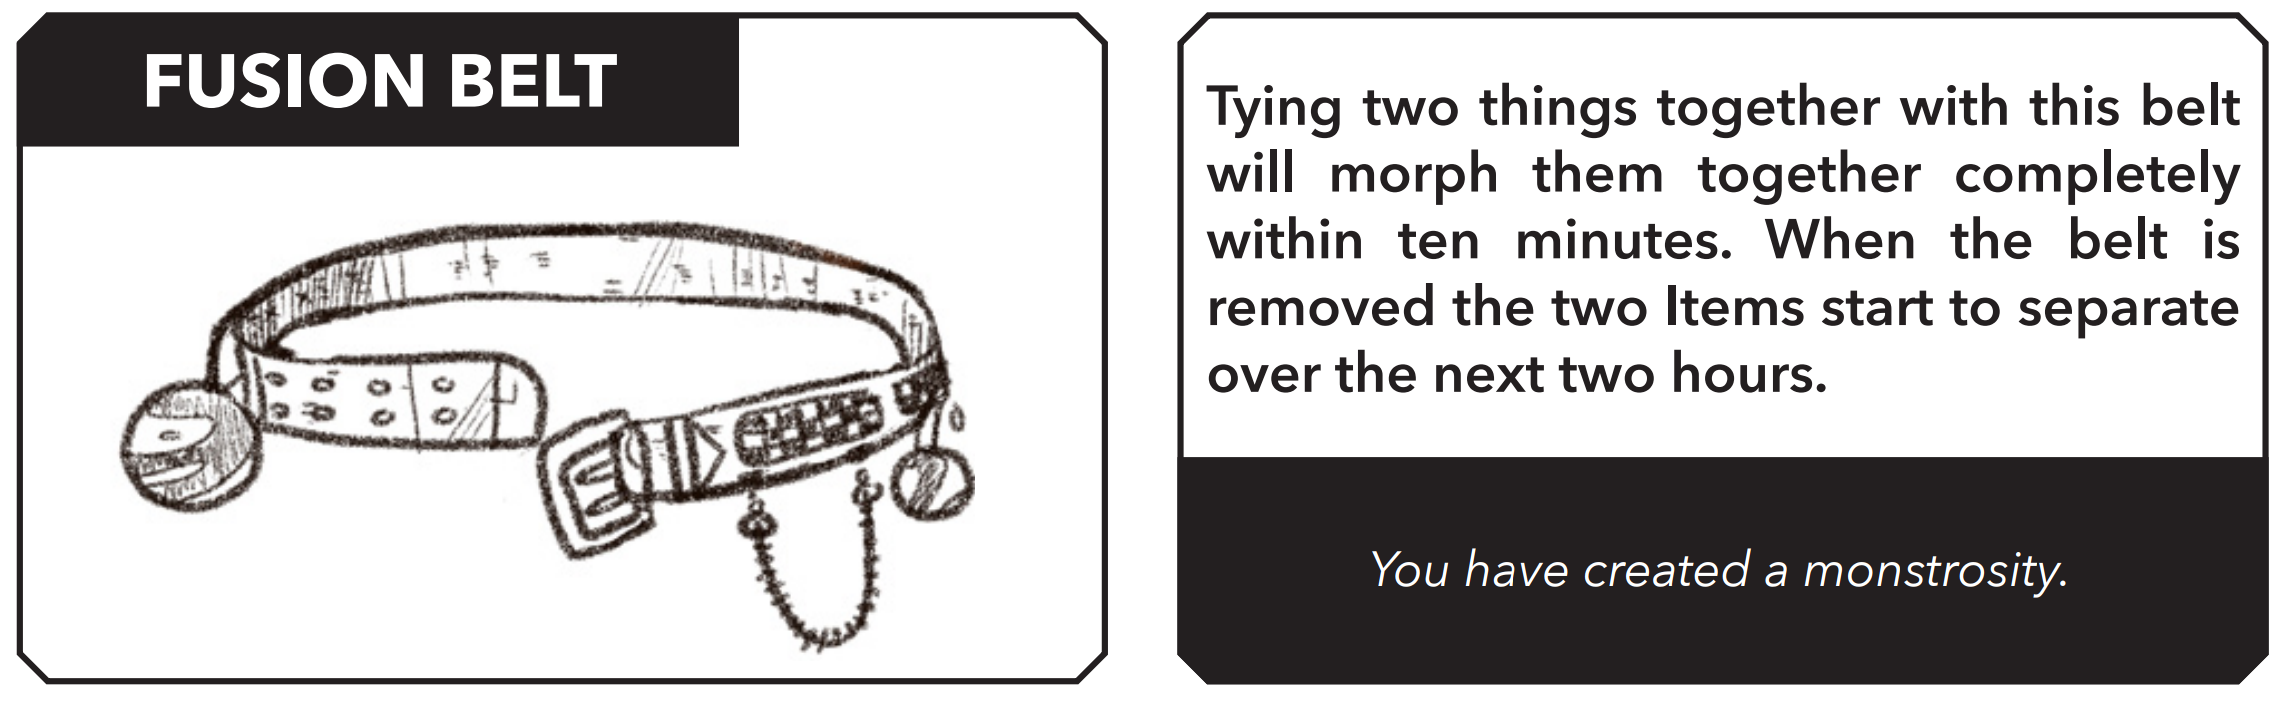 FUSION BELT
Tying two things together with this belt
will morph them together completely
within ten minutes. When the belt is
removed the two Items start to separate
over the next two hours.
You have created a monstrosity.